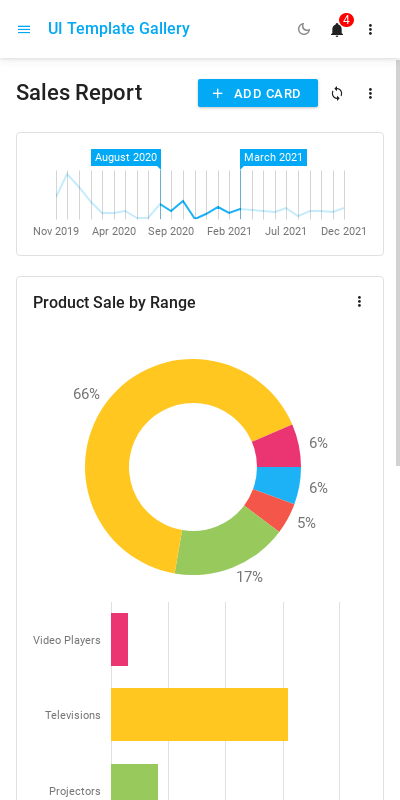 UI Template Gallery
4
Sales Report
ADD CARD
August 2020
March 2021
Nov 2019 Apr 2020 Sep 2020 Feb 2021 Jul 2021 Dec 2021
Product Sale by Range
66%
6%
6%
5%
17%
Video Players
Televisions
Projectors